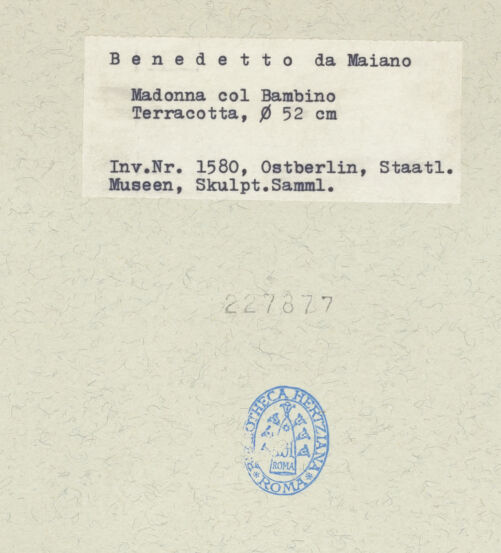 B e n e d e t t o da Maiano
Madonna col Bambino
Terracotta, Ø 52 cm
Inv.Nr. 1580, Ostberlin, Staatl.
Museen, Skulpt.Samml.
227877
BIBLIOTHECA HERTZIANA
ROMA
* ROMA *